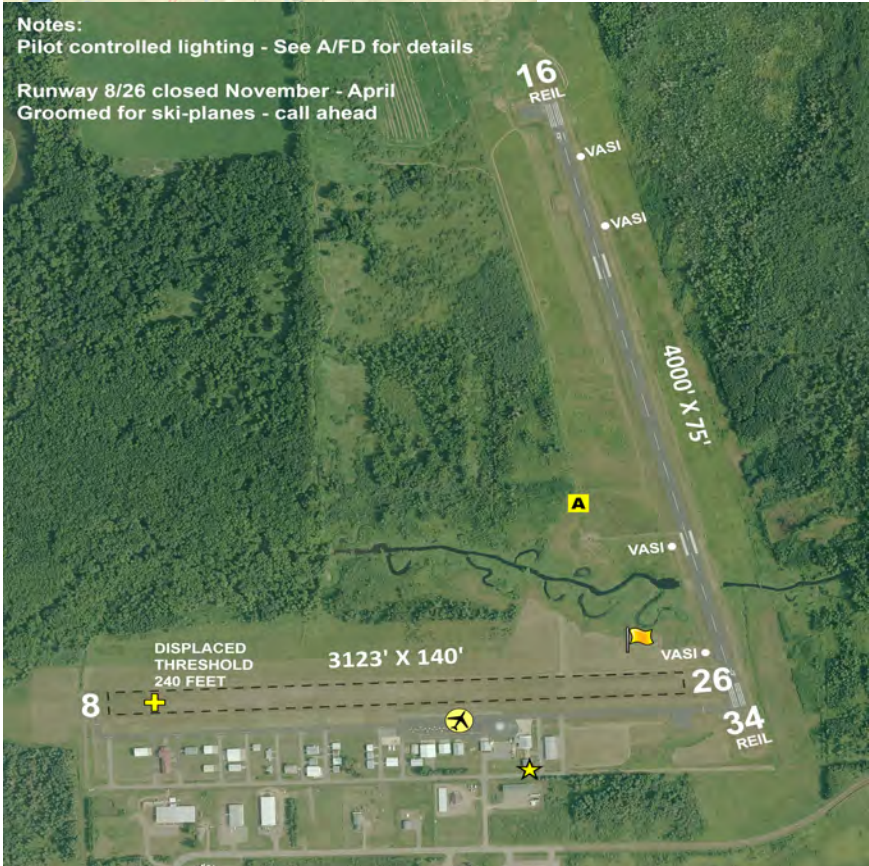 Notes:
Pilot controlled lighting - See A/FD for details
Runway 8/26 closed November - April
Groomed for ski-planes - call ahead
16
REIL
VASI
VASI
4000' X 75'
A
VASI
DISPLACED
THRESHOLD
240 FEET
3123' X 140'
VASI
8
26
34
REIL